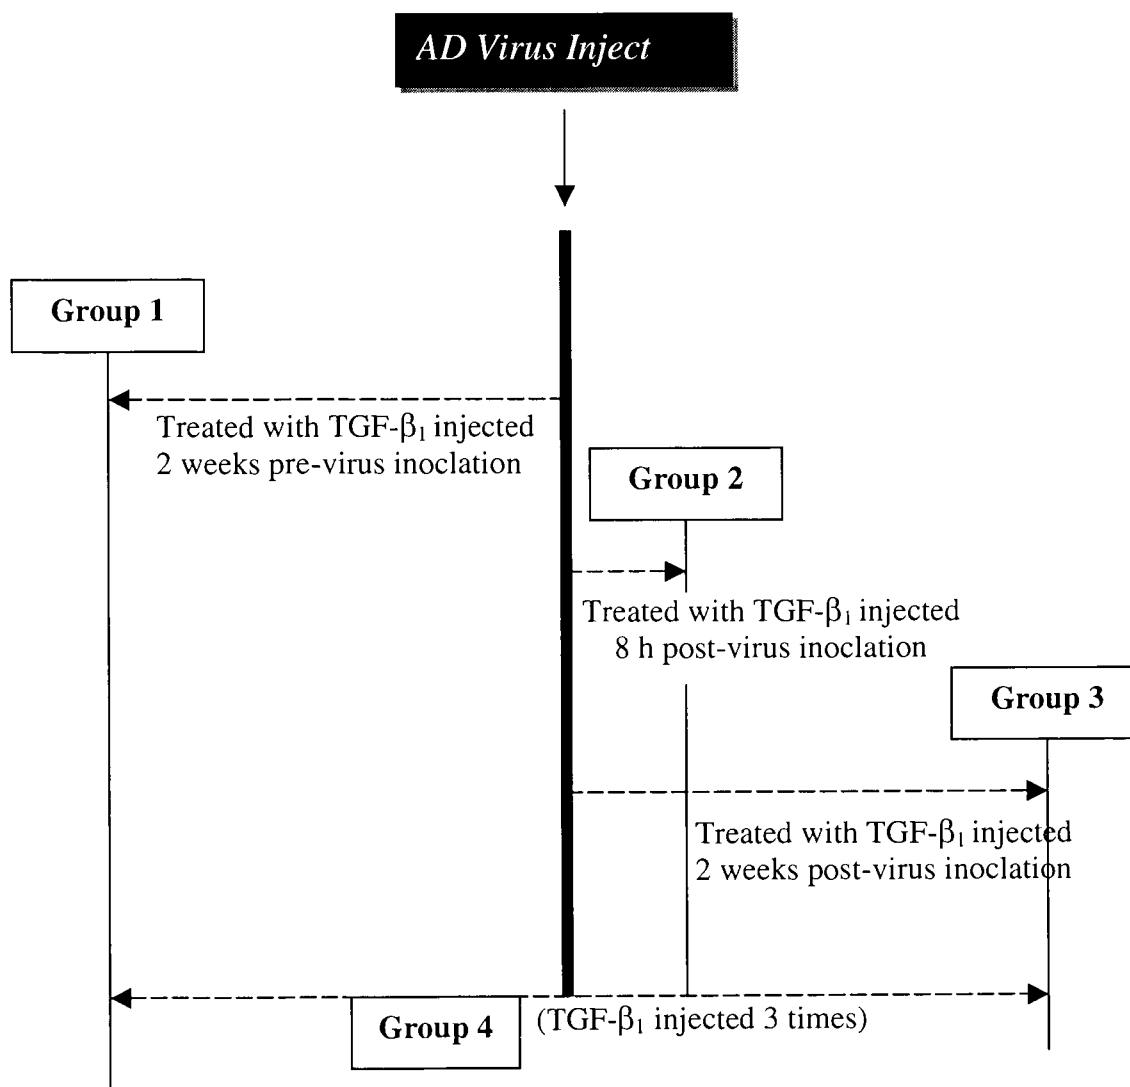 AD Virus Inject
Group 1
Treated with TGF-β₁ injected
2 weeks pre-virus inoclation
Group 2
Treated with TGF-β₁ injected
8 h post-virus inoclation
Group 3
Treated with TGF-β₁ injected
2 weeks post-virus inoclation
Group 4
(TGF-β₁ injected 3 times)